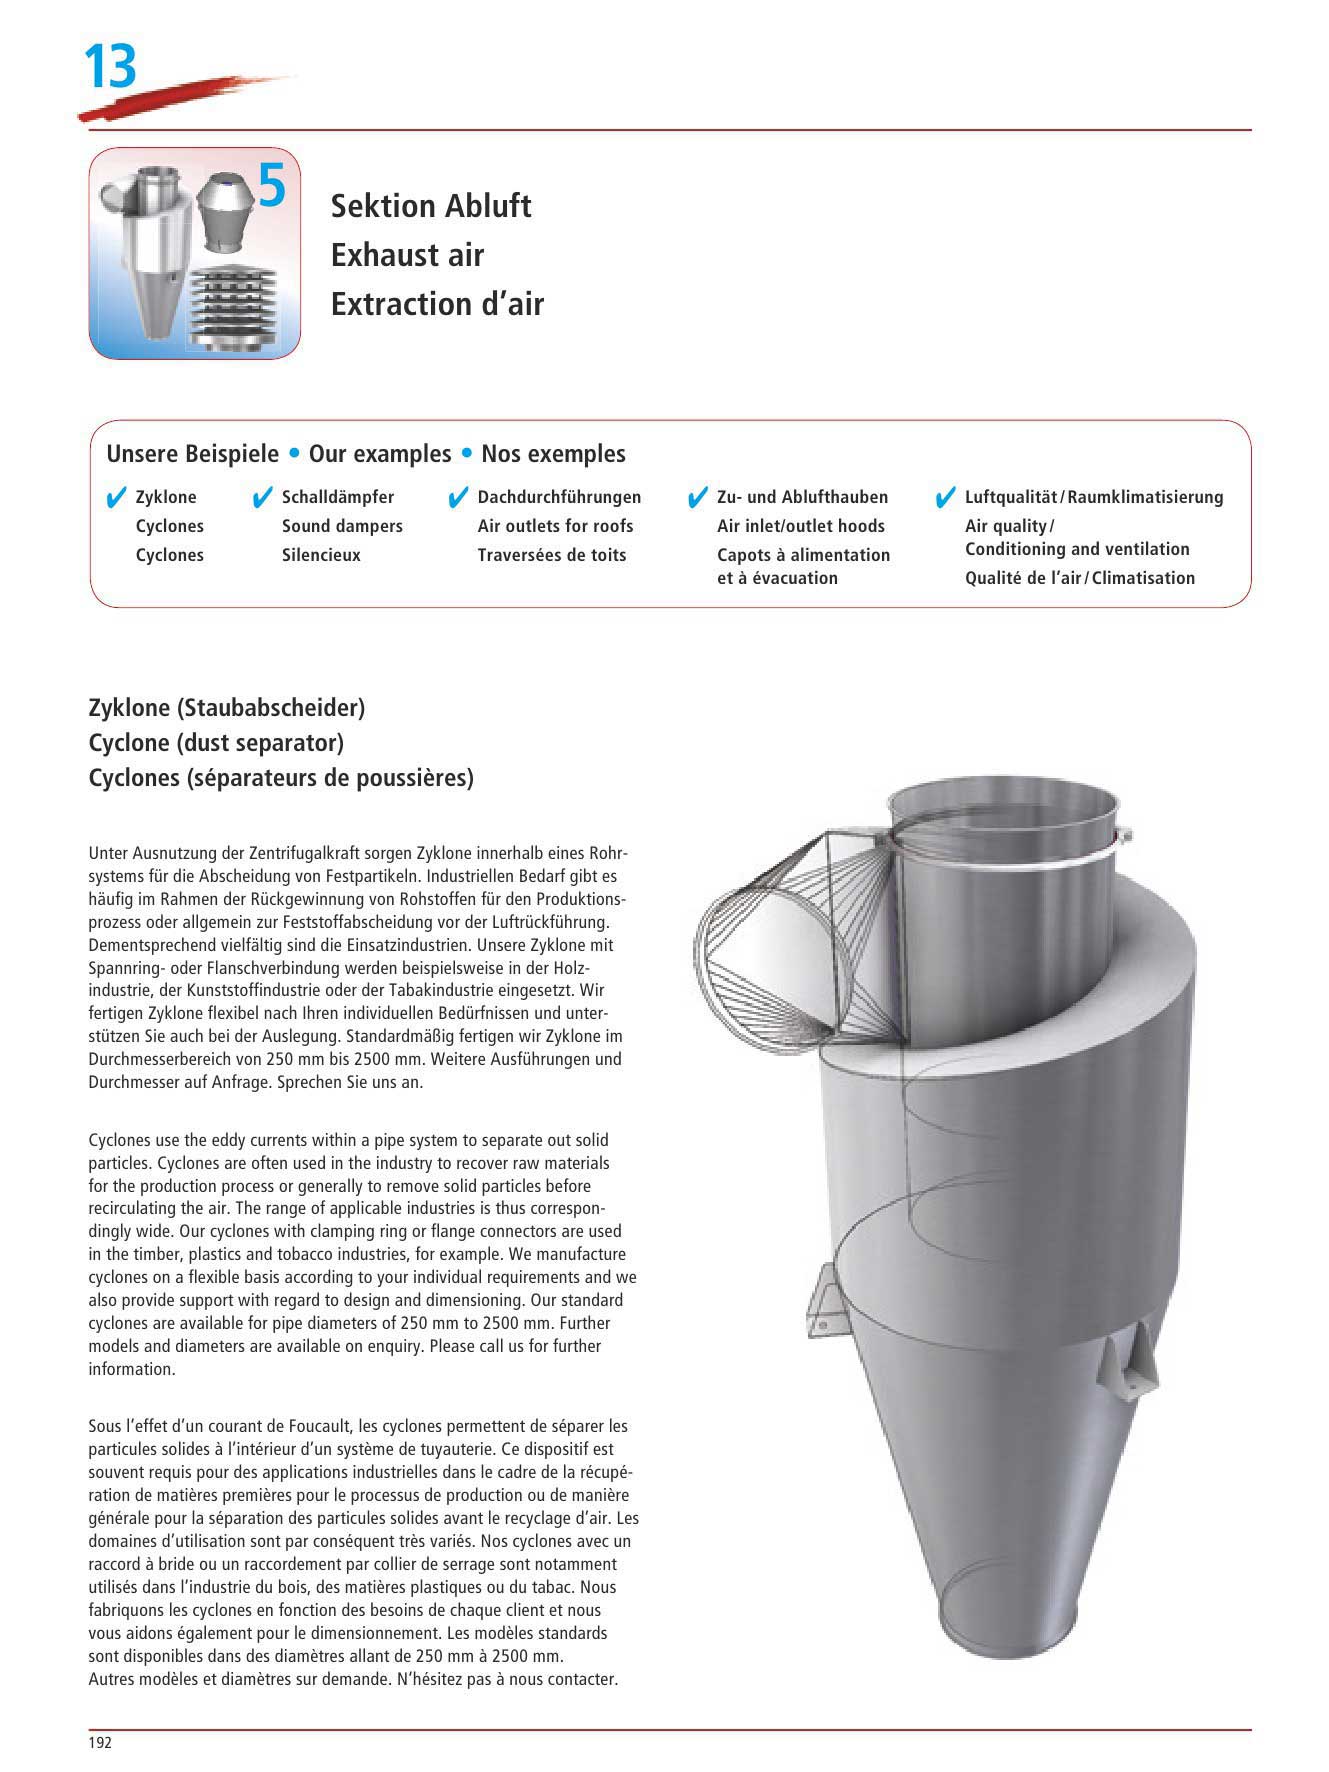 13
5
Sektion Abluft
Exhaust air
Extraction d’air
Unsere Beispiele • Our examples • Nos exemples
✔ Zyklone
Cyclones
Cyclones
✔ Schalldämpfer
Sound dampers
Silencieux
✔ Dachdurchführungen
Air outlets for roofs
Traversées de toits
✔ Zu- und Ablufthauben
Air inlet/outlet hoods
Capots à alimentation
et à évacuation
✔ Luftqualität / Raumklimatisierung
Air quality /
Conditioning and ventilation
Qualité de l’air / Climatisation
Zyklone (Staubabscheider)
Cyclone (dust separator)
Cyclones (séparateurs de poussières)
Unter Ausnutzung der Zentrifugalkraft sorgen Zyklone innerhalb eines Rohr-
systems für die Abscheidung von Festpartikeln. Industriellen Bedarf gibt es
häufig im Rahmen der Rückgewinnung von Rohstoffen für den Produktions-
prozess oder allgemein zur Feststoffabscheidung vor der Luftrückführung.
Dementsprechend vielfältig sind die Einsatzindustrien. Unsere Zyklone mit
Spannring- oder Flanschverbindung werden beispielsweise in der Holz-
industrie, der Kunststoffindustrie oder der Tabakindustrie eingesetzt. Wir
fertigen Zyklone flexibel nach Ihren individuellen Bedürfnissen und unter-
stützen Sie auch bei der Auslegung. Standardmäßig fertigen wir Zyklone im
Durchmesserbereich von 250 mm bis 2500 mm. Weitere Ausführungen und
Durchmesser auf Anfrage. Sprechen Sie uns an.
Cyclones use the eddy currents within a pipe system to separate out solid
particles. Cyclones are often used in the industry to recover raw materials
for the production process or generally to remove solid particles before
recirculating the air. The range of applicable industries is thus correspon-
dingly wide. Our cyclones with clamping ring or flange connectors are used
in the timber, plastics and tobacco industries, for example. We manufacture
cyclones on a flexible basis according to your individual requirements and we
also provide support with regard to design and dimensioning. Our standard
cyclones are available for pipe diameters of 250 mm to 2500 mm. Further
models and diameters are available on enquiry. Please call us for further
information.
Sous l’effet d’un courant de Foucault, les cyclones permettent de séparer les
particules solides à l’intérieur d’un système de tuyauterie. Ce dispositif est
souvent requis pour des applications industrielles dans le cadre de la récupé-
ration de matières premières pour le processus de production ou de manière
générale pour la séparation des particules solides avant le recyclage d’air. Les
domaines d’utilisation sont par conséquent très variés. Nos cyclones avec un
raccord à bride ou un raccordement par collier de serrage sont notamment
utilisés dans l’industrie du bois, des matières plastiques ou du tabac. Nous
fabriquons les cyclones en fonction des besoins de chaque client et nous
vous aidons également pour le dimensionnement. Les modèles standards
sont disponibles dans des diamètres allant de 250 mm à 2500 mm.
Autres modèles et diamètres sur demande. N’hésitez pas à nous contacter.
192